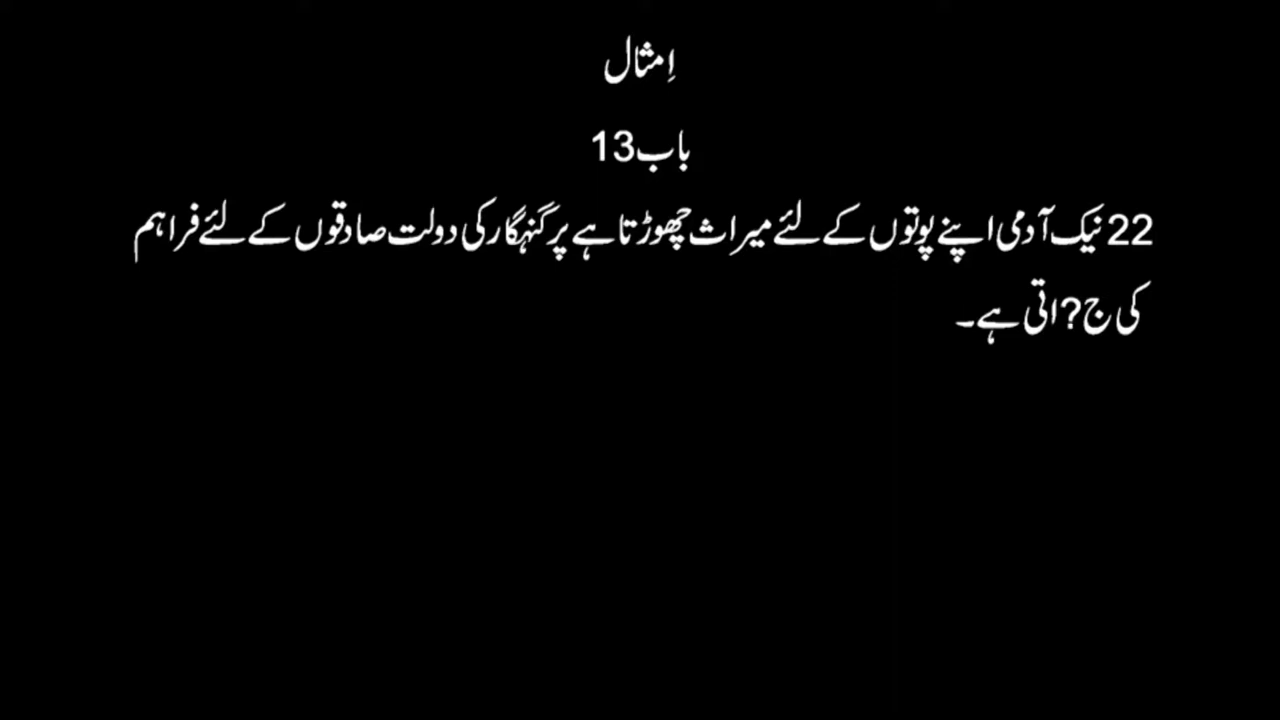 اِمثال
باب13
22 نیک آدمی اپنے پوتوں کے لئے میراث چھوڑتا ہے پر گنہگار کی دولت صادقوں کے لئے فراہم
کی ج?اتی ہے۔